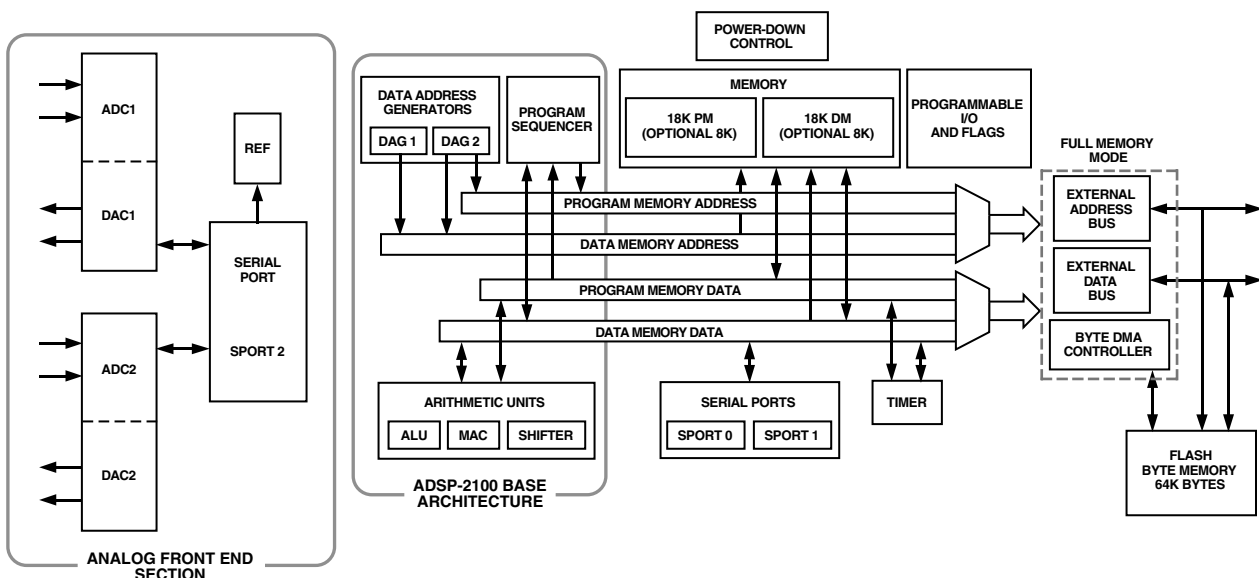 ADC1
DAC1
REF
SERIAL
PORT
SPORT 2
ADC2
DAC2
ANALOG FRONT END
SECTION
DATA ADDRESS
GENERATORS
DAG 1
DAG 2
PROGRAM
SEQUENCER
POWER-DOWN
CONTROL
MEMORY
18K PM
(OPTIONAL 8K)
18K DM
(OPTIONAL 8K)
PROGRAMMABLE
I/O
AND FLAGS
PROGRAM MEMORY ADDRESS
DATA MEMORY ADDRESS
PROGRAM MEMORY DATA
DATA MEMORY DATA
ARITHMETIC UNITS
ALU
MAC
SHIFTER
ADSP-2100 BASE
ARCHITECTURE
SERIAL PORTS
SPORT 0
SPORT 1
TIMER
FULL MEMORY
MODE
EXTERNAL
ADDRESS
BUS
EXTERNAL
DATA
BUS
BYTE DMA
CONTROLLER
FLASH
BYTE MEMORY
64K BYTES